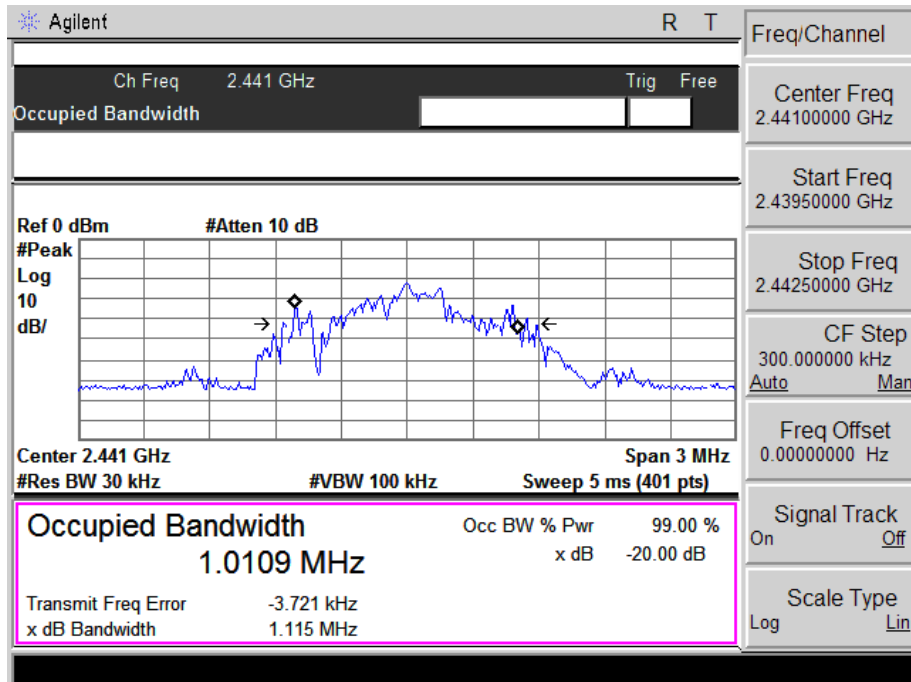 Agilent R T
Ch Freq 2.441 GHz Trig Free
Occupied Bandwidth
Ref 0 dBm #Atten 10 dB
#Peak
Log
10
dB/
Center 2.441 GHz Span 3 MHz
#Res BW 30 kHz #VBW 100 kHz Sweep 5 ms (401 pts)
Occupied Bandwidth Occ BW % Pwr 99.00 %
1.0109 MHz x dB -20.00 dB
Transmit Freq Error -3.721 kHz
x dB Bandwidth 1.115 MHz
Freq/Channel
Center Freq
2.44100000 GHz
Start Freq
2.43950000 GHz
Stop Freq
2.44250000 GHz
CF Step
300.000000 kHz
Auto Man
Freq Offset
0.00000000 Hz
Signal Track
On Off
Scale Type
Log Lin